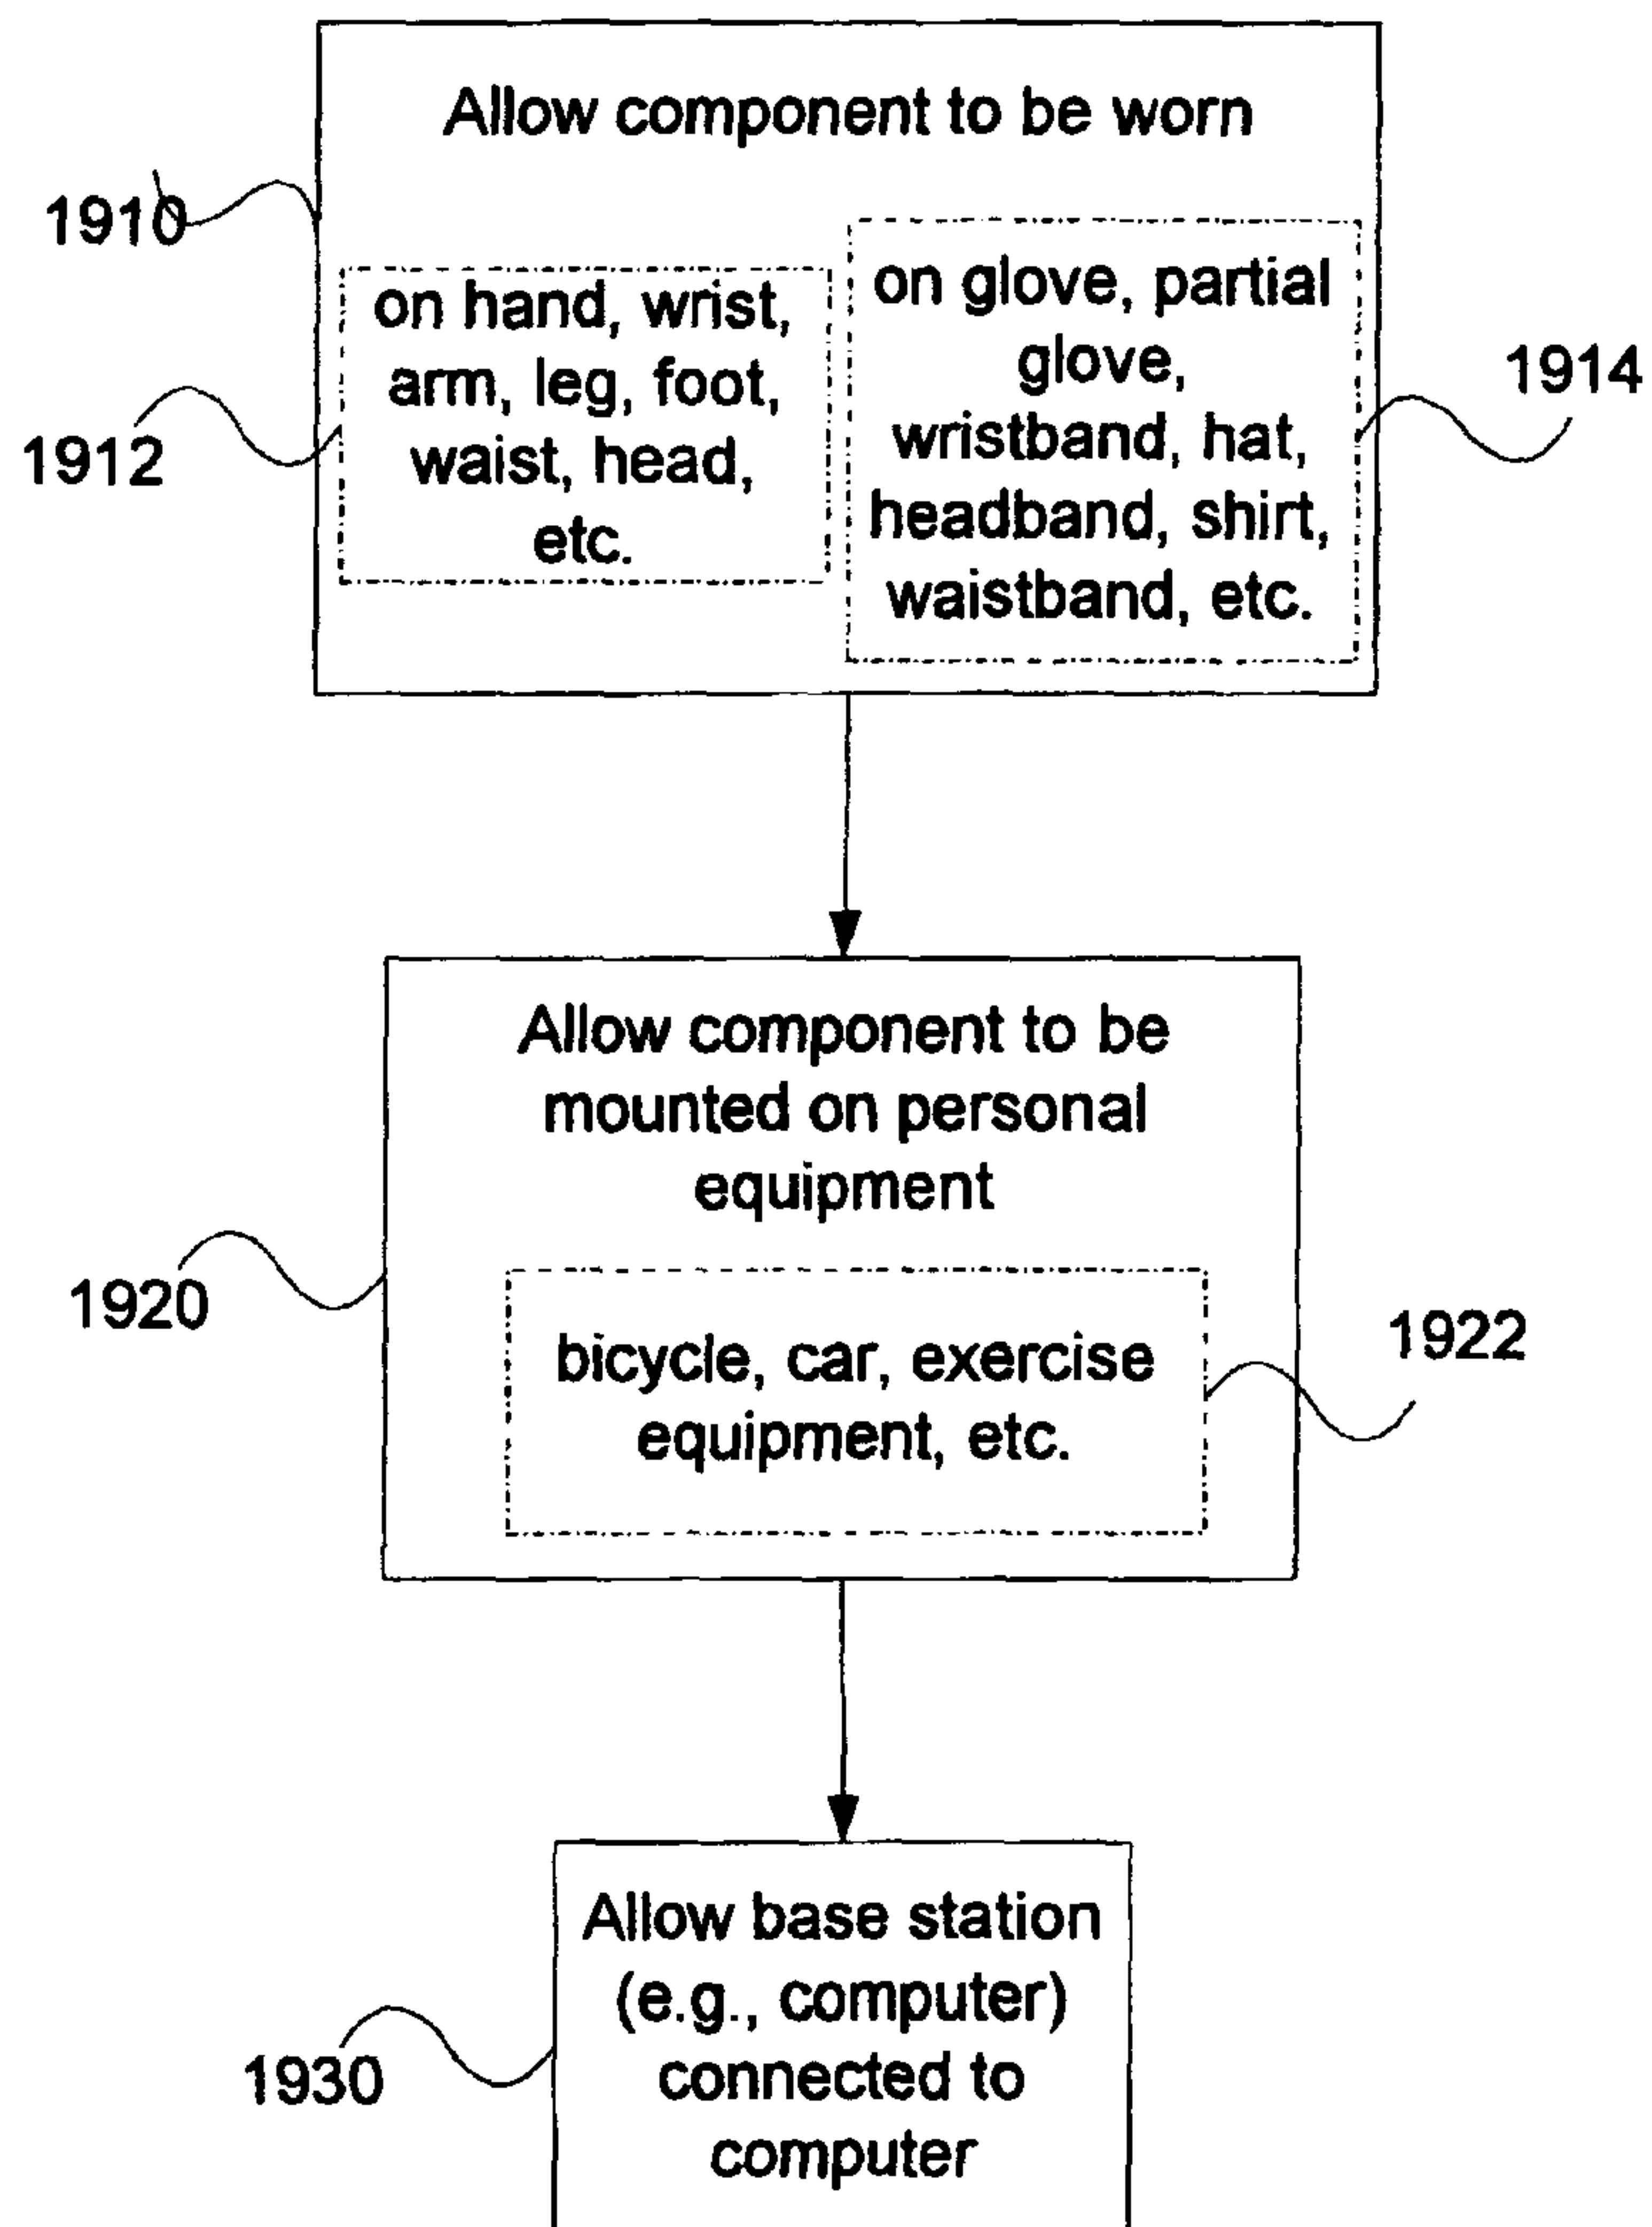 Allow component to be worn
1910
on hand, wrist,
arm, leg, foot,
waist, head,
etc.
1912
on glove, partial
glove,
wristband, hat,
headband, shirt,
waistband, etc.
1914
Allow component to be
mounted on personal
equipment
1920
bicycle, car, exercise
equipment, etc.
1922
Allow base station
(e.g., computer)
connected to
computer
1930